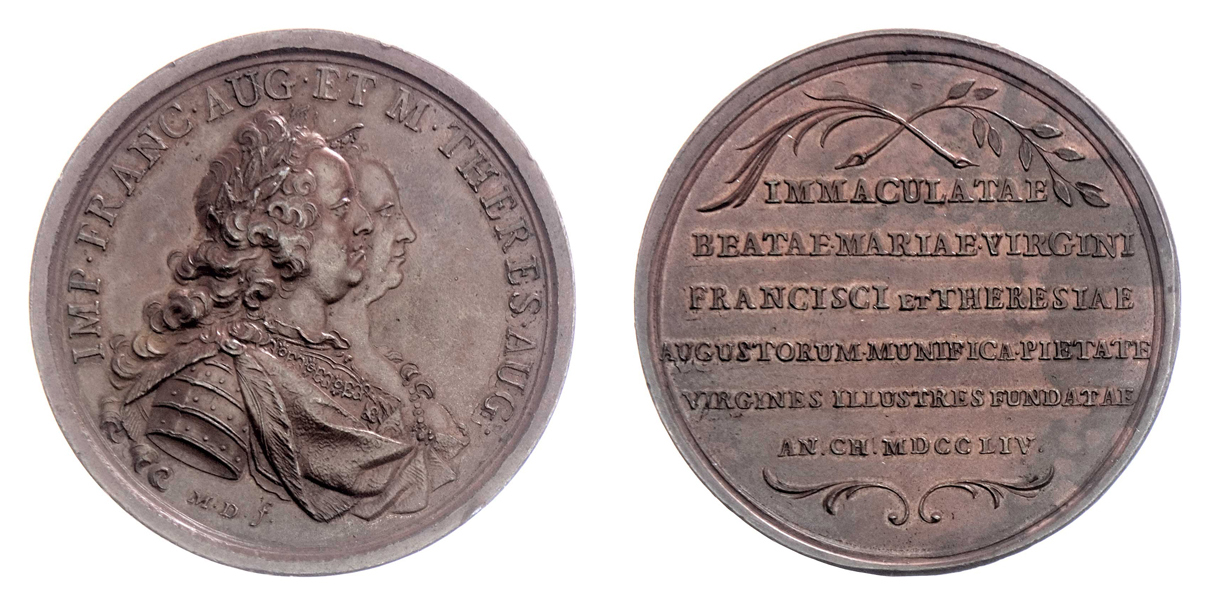 IMP·FRANC·AUG·ET M·THERES·AUG·
M·D·f·
IMMACULATAE
BEATAE·MARIAE·VIRGINI
FRANCISCI ET THERESIAE
AUGUSTORUM·MUNIFICA·PIETATE
VIRGINES ILLUSTRES FUNDATAE
AN. CH. MDCCLIV.